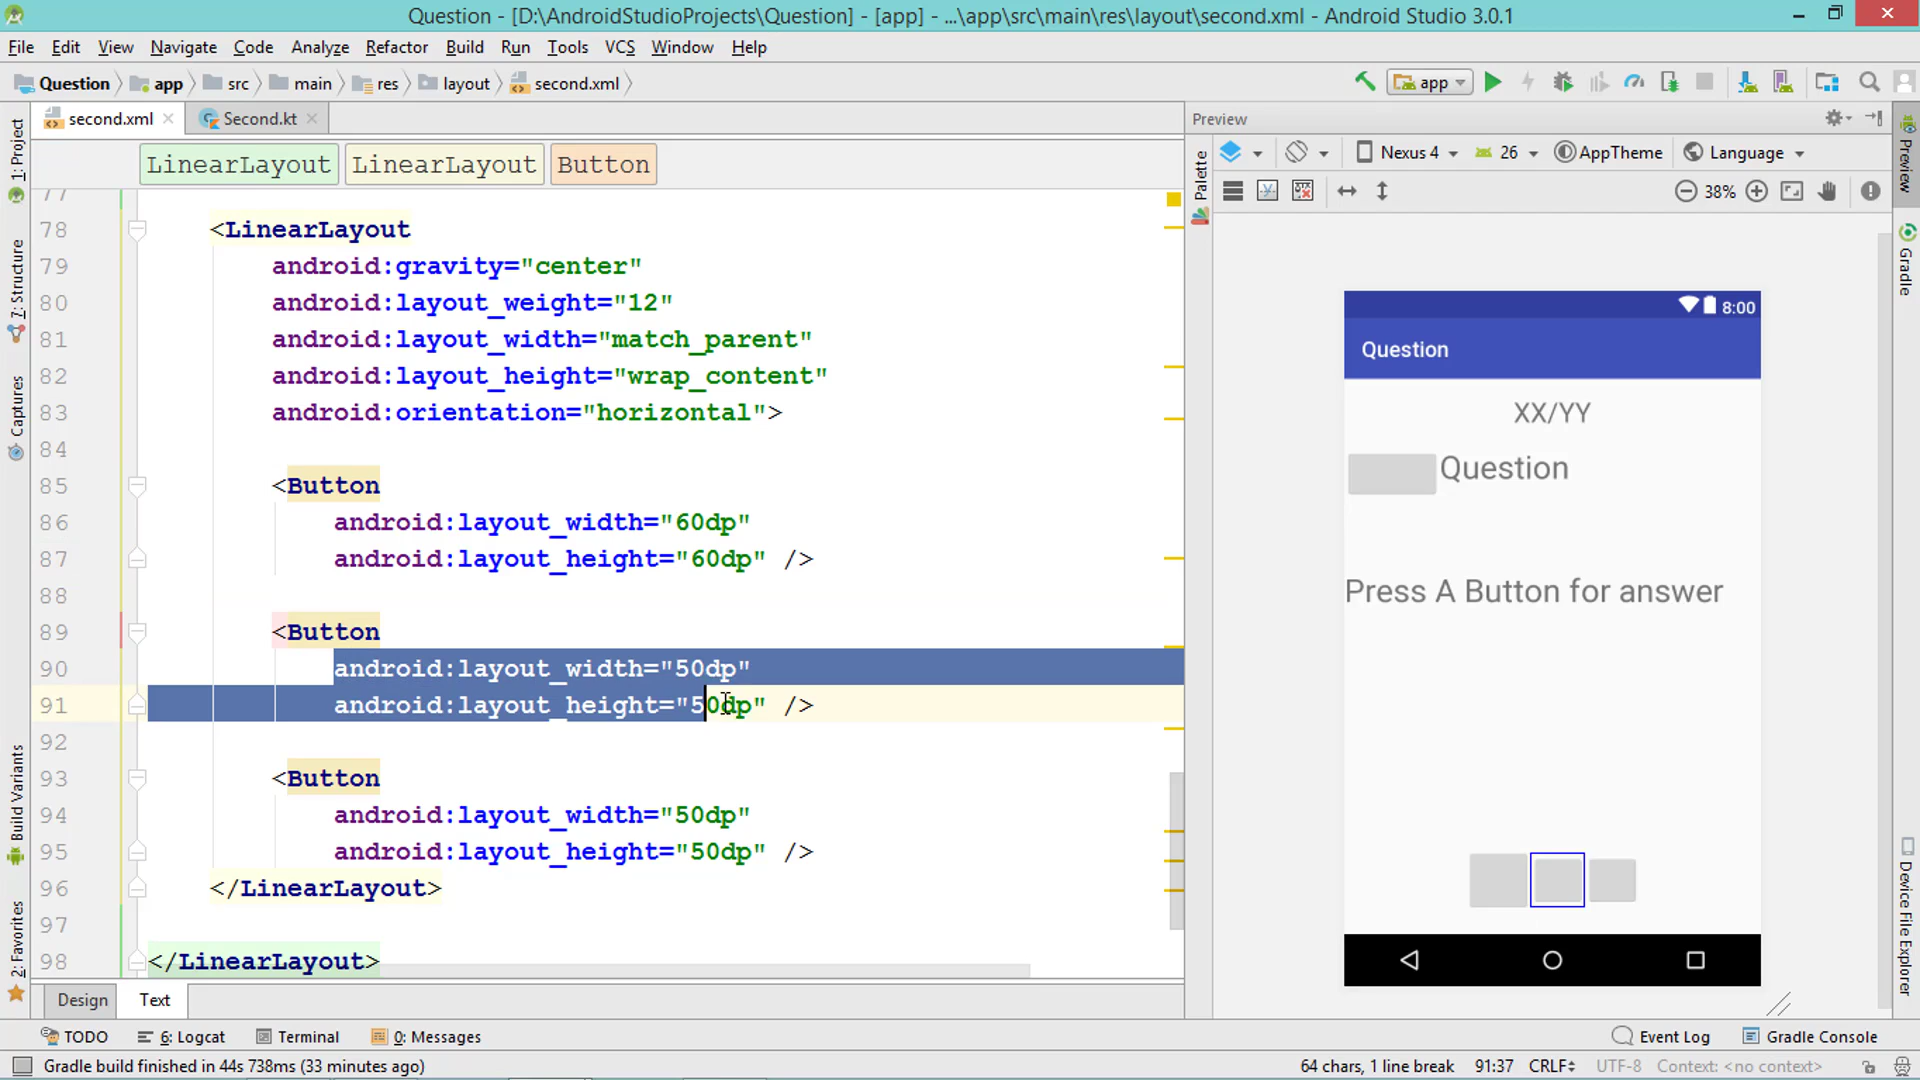 Question - [D:\AndroidStudioProjects\Question] - [app] - ...\app\src\main\res\layout\second.xml - Android Studio 3.0.1
File Edit View Navigate Code Analyze Refactor Build Run Tools VCS Window Help
Question app src main res layout second.xml
app
second.xml Second.kt
Preview
LinearLayout LinearLayout Button
Nexus 4 26 AppTheme Language
38%
77
78 <LinearLayout
79 android:gravity="center"
80 android:layout_weight="12"
81 android:layout_width="match_parent"
82 android:layout_height="wrap_content"
83 android:orientation="horizontal">
84
85 <Button
86 android:layout_width="60dp"
87 android:layout_height="60dp" />
88
89 <Button
90 android:layout_width="50dp"
91 android:layout_height="50dp" />
92
93 <Button
94 android:layout_width="50dp"
95 android:layout_height="50dp" />
96 </LinearLayout>
97
98 </LinearLayout>
8:00
Question
XX/YY
Question
Press A Button for answer
1: Project
7: Structure
Captures
Build Variants
2: Favorites
Palette
Preview
Gradle
Device File Explorer
Design Text
TODO 6: Logcat Terminal 0: Messages Event Log Gradle Console
Gradle build finished in 44s 738ms (33 minutes ago) 64 chars, 1 line break 91:37 CRLF UTF-8 Context: <no context>